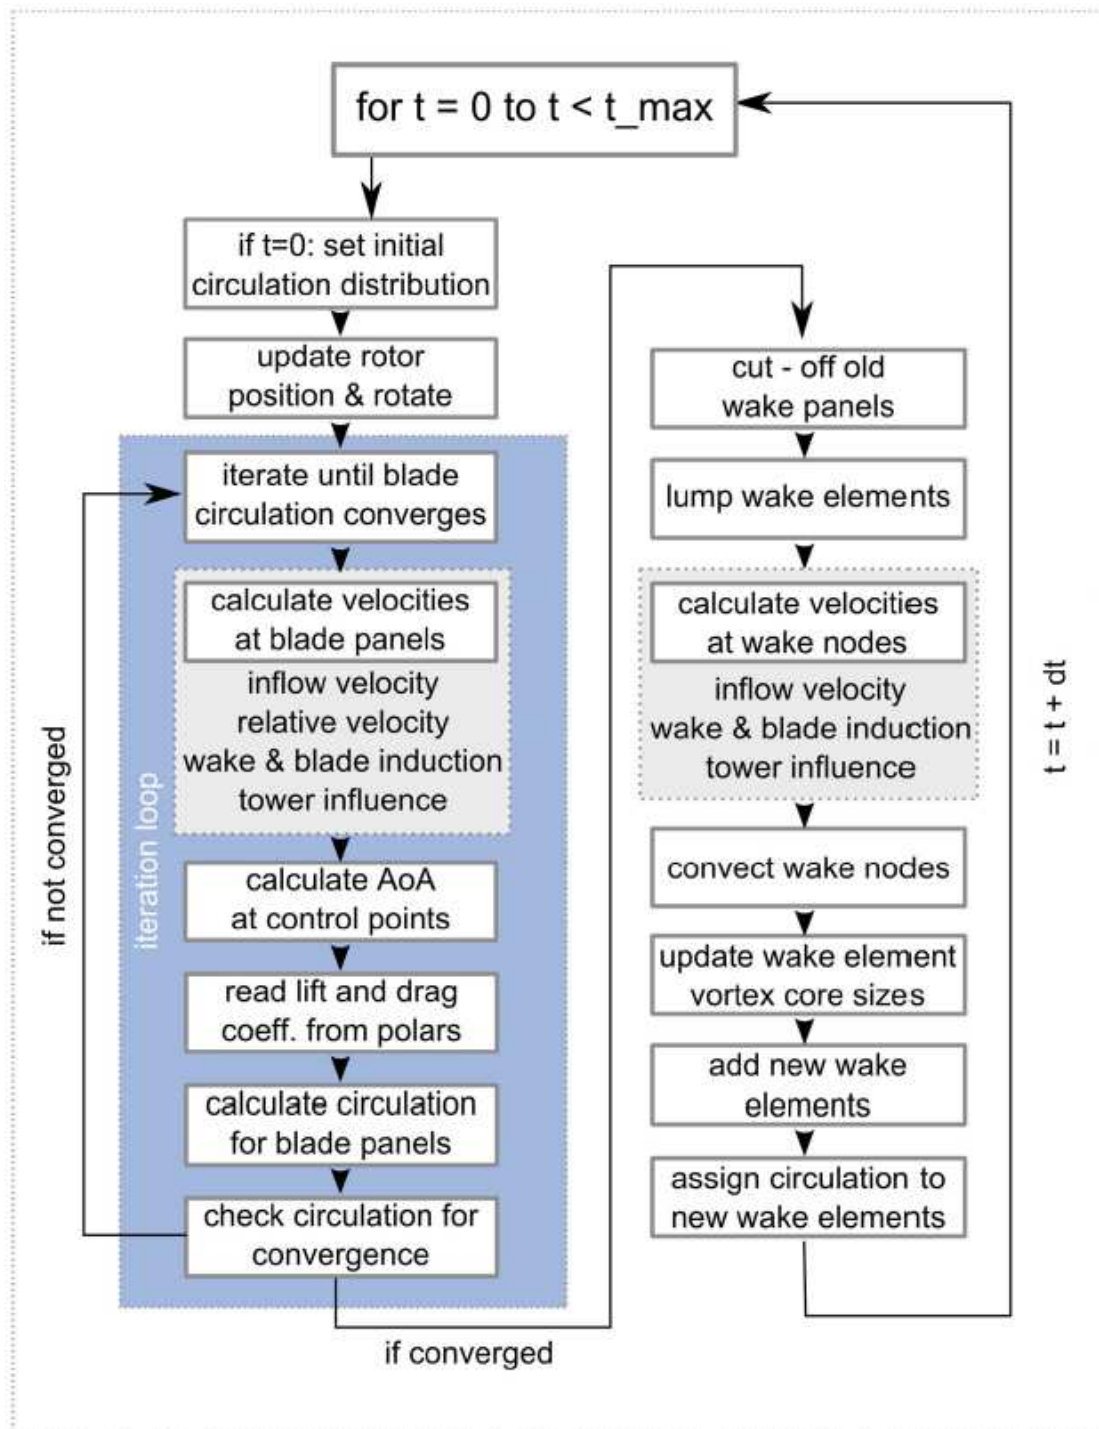 for t = 0 to t < t_max
if t=0: set initial
circulation distribution
update rotor
position & rotate
iterate until blade
circulation converges
calculate velocities
at blade panels
inflow velocity
relative velocity
wake & blade induction
tower influence
calculate AoA
at control points
read lift and drag
coeff. from polars
calculate circulation
for blade panels
check circulation for
convergence
iteration loop
if not converged
if converged
cut - off old
wake panels
lump wake elements
calculate velocities
at wake nodes
inflow velocity
wake & blade induction
tower influence
convect wake nodes
update wake element
vortex core sizes
add new wake
elements
assign circulation to
new wake elements
t = t + dt